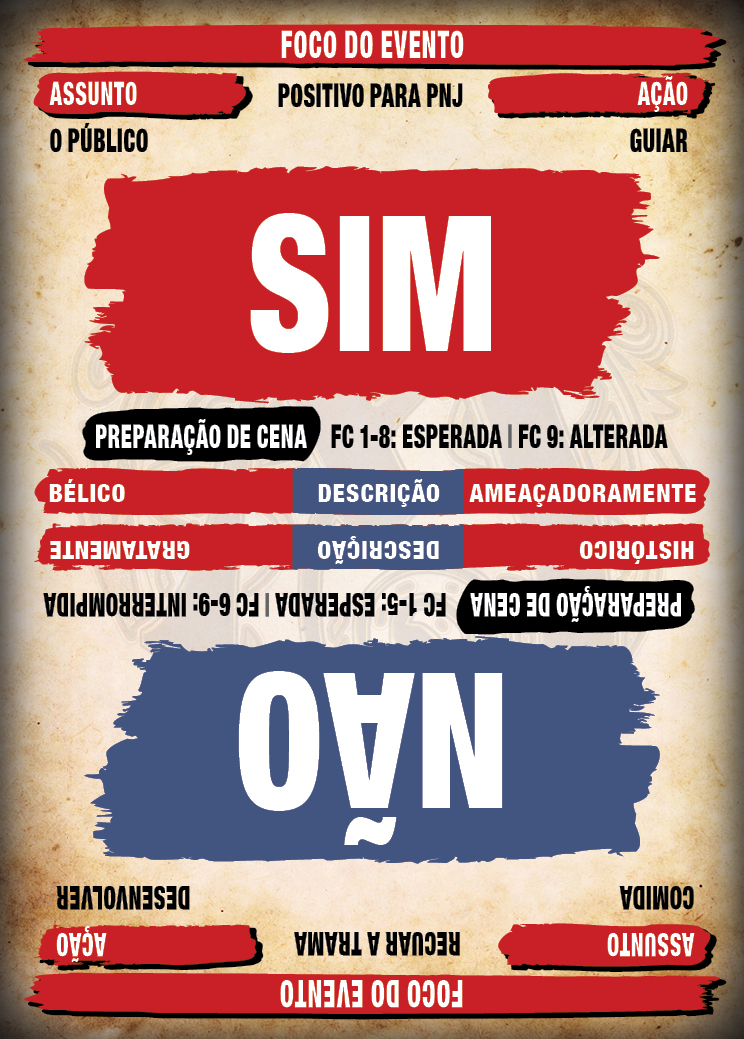 FOCO DO EVENTO
ASSUNTO POSITIVO PARA PNJ AÇÃO
O PÚBLICO GUIAR
SIM
PREPARAÇÃO DE CENA FC 1-8: ESPERADA | FC 9: ALTERADA
BÉLICO DESCRIÇÃO AMEAÇADORAMENTE
HISTÓRICO DESCRIÇÃO GRATAMENTE
PREPARAÇÃO DE CENA FC 1-5: ESPERADA | FC 6-9: INTERROMPIDA
NÃO
COMIDA DESENVOLVER
ASSUNTO RECUAR A TRAMA AÇÃO
FOCO DO EVENTO